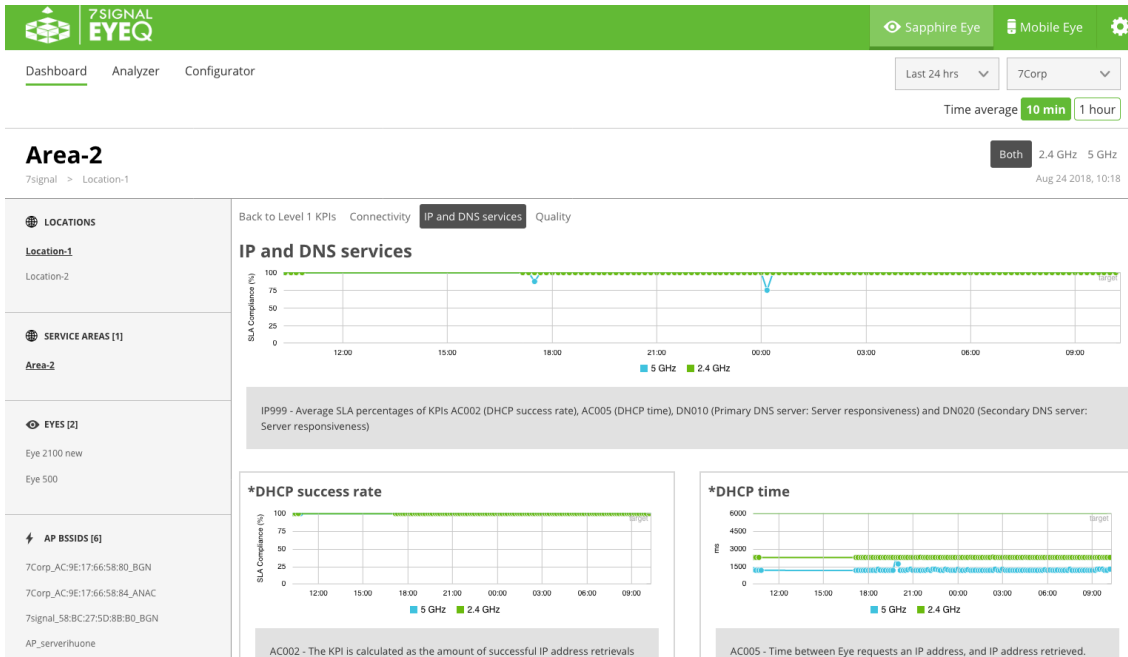 7SIGNAL
EYEQ
Sapphire Eye
Mobile Eye
Dashboard Analyzer Configurator
Last 24 hrs
7Corp
Time average 10 min 1 hour
Area-2
7signal > Location-1
Both 2.4 GHz 5 GHz
Aug 24 2018, 10:18
LOCATIONS
Location-1
Location-2
SERVICE AREAS [1]
Area-2
EYES [2]
Eye 2100 new
Eye 500
AP BSSIDS [6]
7Corp_AC:9E:17:66:58:80_BGN
7Corp_AC:9E:17:66:58:84_ANAC
7signal_58:BC:27:5D:8B:B0_BGN
AP_serverihuone
Back to Level 1 KPIs Connectivity IP and DNS services Quality
IP and DNS services
SLA Compliance (%)
100
75
50
25
0
target
12:00 15:00 18:00 21:00 00:00 03:00 06:00 09:00
5 GHz 2.4 GHz
IP999 - Average SLA percentages of KPIs AC002 (DHCP success rate), AC005 (DHCP time), DN010 (Primary DNS server: Server responsiveness) and DN020 (Secondary DNS server:
Server responsiveness)
*DHCP success rate
SLA Compliance (%)
100
75
50
25
0
target
12:00 15:00 18:00 21:00 00:00 03:00 06:00 09:00
5 GHz 2.4 GHz
AC002 - The KPI is calculated as the amount of successful IP address retrievals
*DHCP time
ms
6000
4500
3000
1500
0
target
12:00 15:00 18:00 21:00 00:00 03:00 06:00 09:00
5 GHz 2.4 GHz
AC005 - Time between Eye requests an IP address, and IP address retrieved.